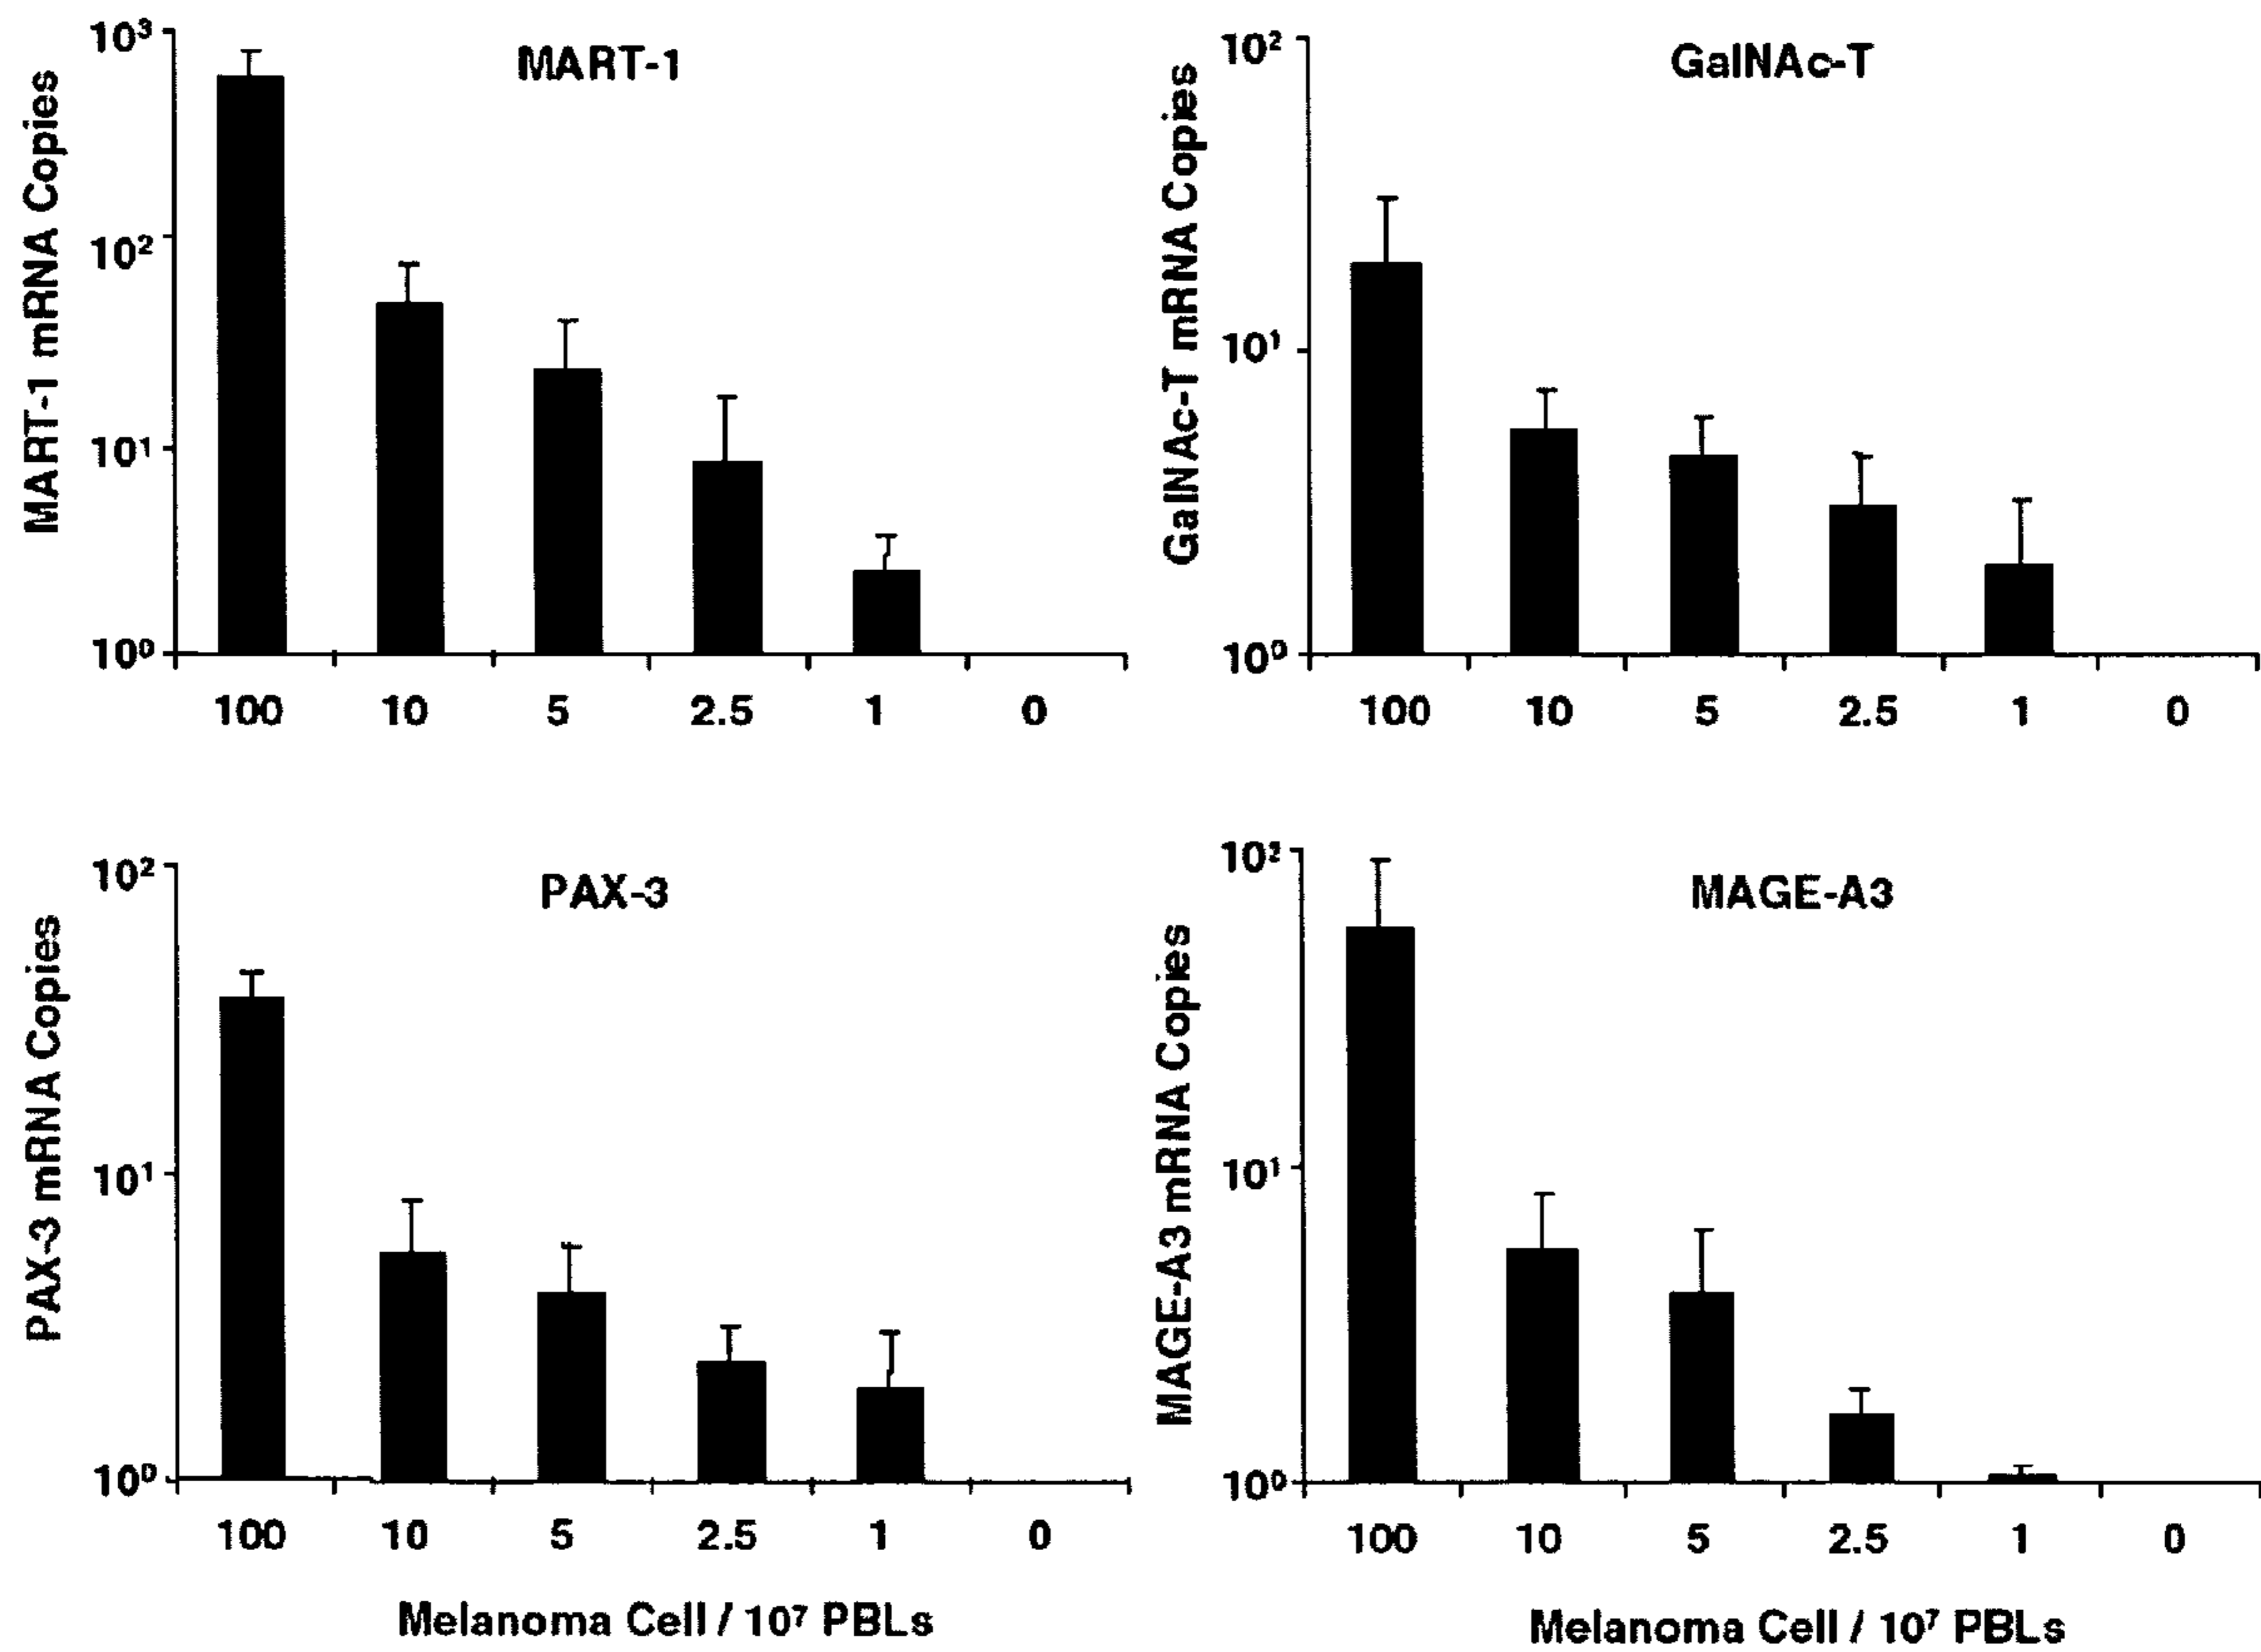 MART-1
MART-1 mRNA Copies
10³
10²
10¹
10⁰
100 10 5 2.5 1 0
GalNAc-T
GalNAc-T mRNA Copies
10²
10¹
10⁰
100 10 5 2.5 1 0
PAX-3
PAX-3 mRNA Copies
10²
10¹
10⁰
100 10 5 2.5 1 0
Melanoma Cell / 10⁷ PBLs
MAGE-A3
MAGE-A3 mRNA Copies
10²
10¹
10⁰
100 10 5 2.5 1 0
Melanoma Cell / 10⁷ PBLs